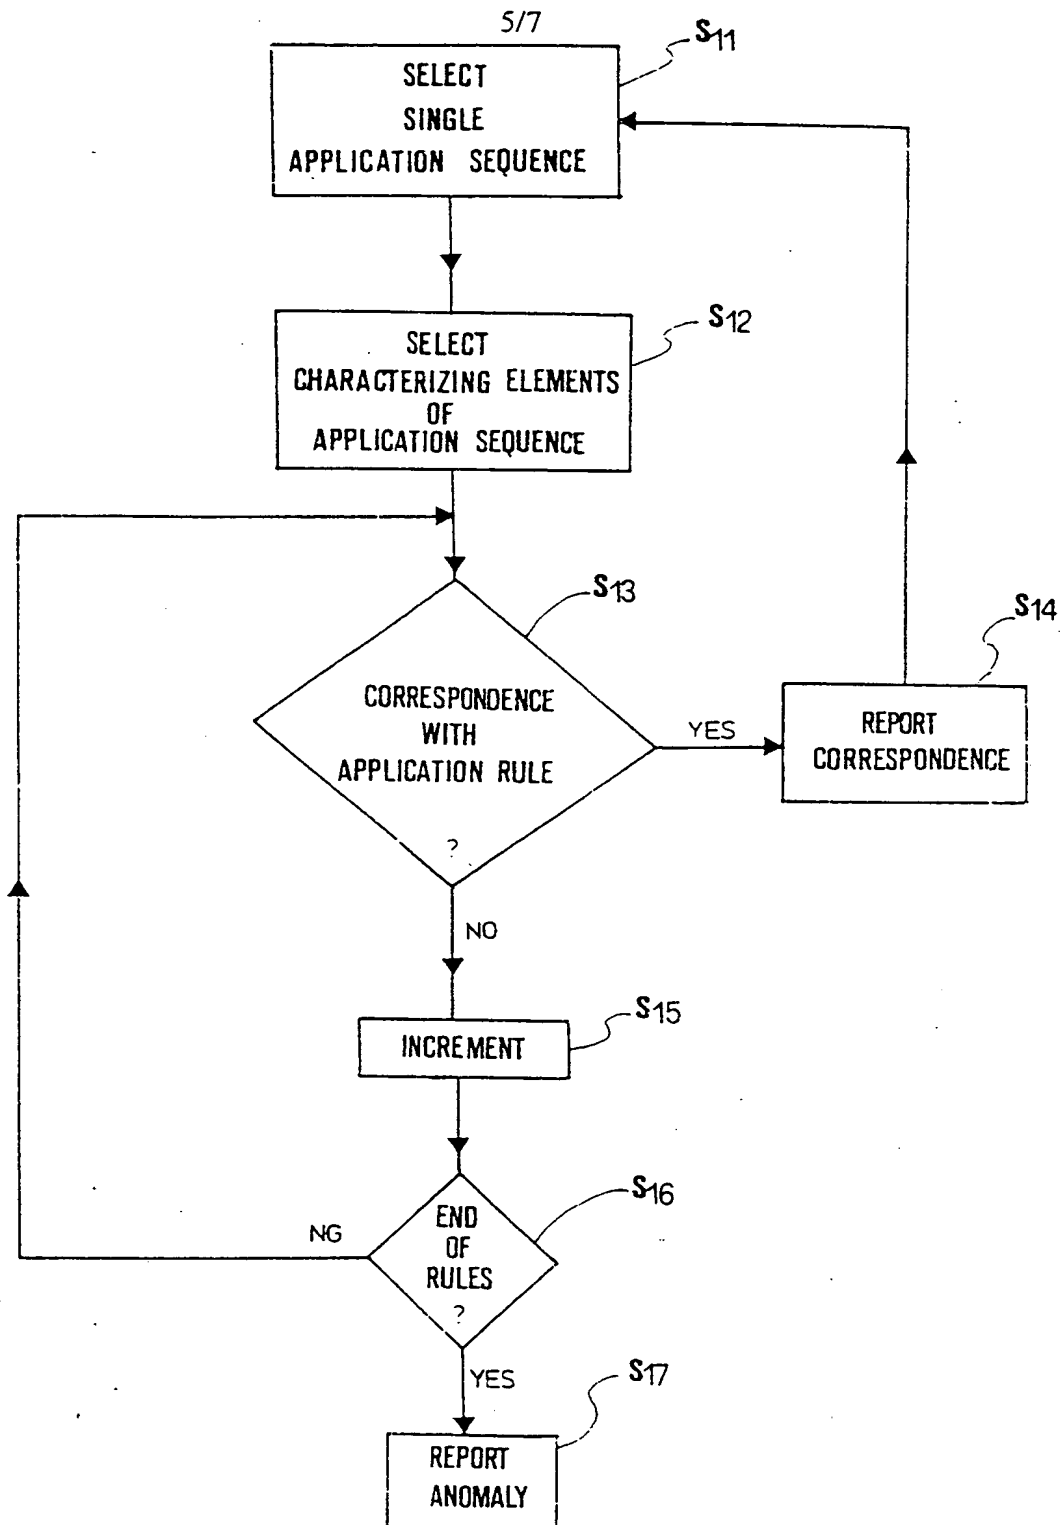 5/7
S11
SELECT
SINGLE
APPLICATION SEQUENCE
S12
SELECT
CHARACTERIZING ELEMENTS
OF
APPLICATION SEQUENCE
S13
CORRESPONDENCE
WITH
APPLICATION RULE
?
YES
S14
REPORT
CORRESPONDENCE
NO
S15
INCREMENT
S16
END
OF
RULES
?
NG
YES
S17
REPORT
ANOMALY